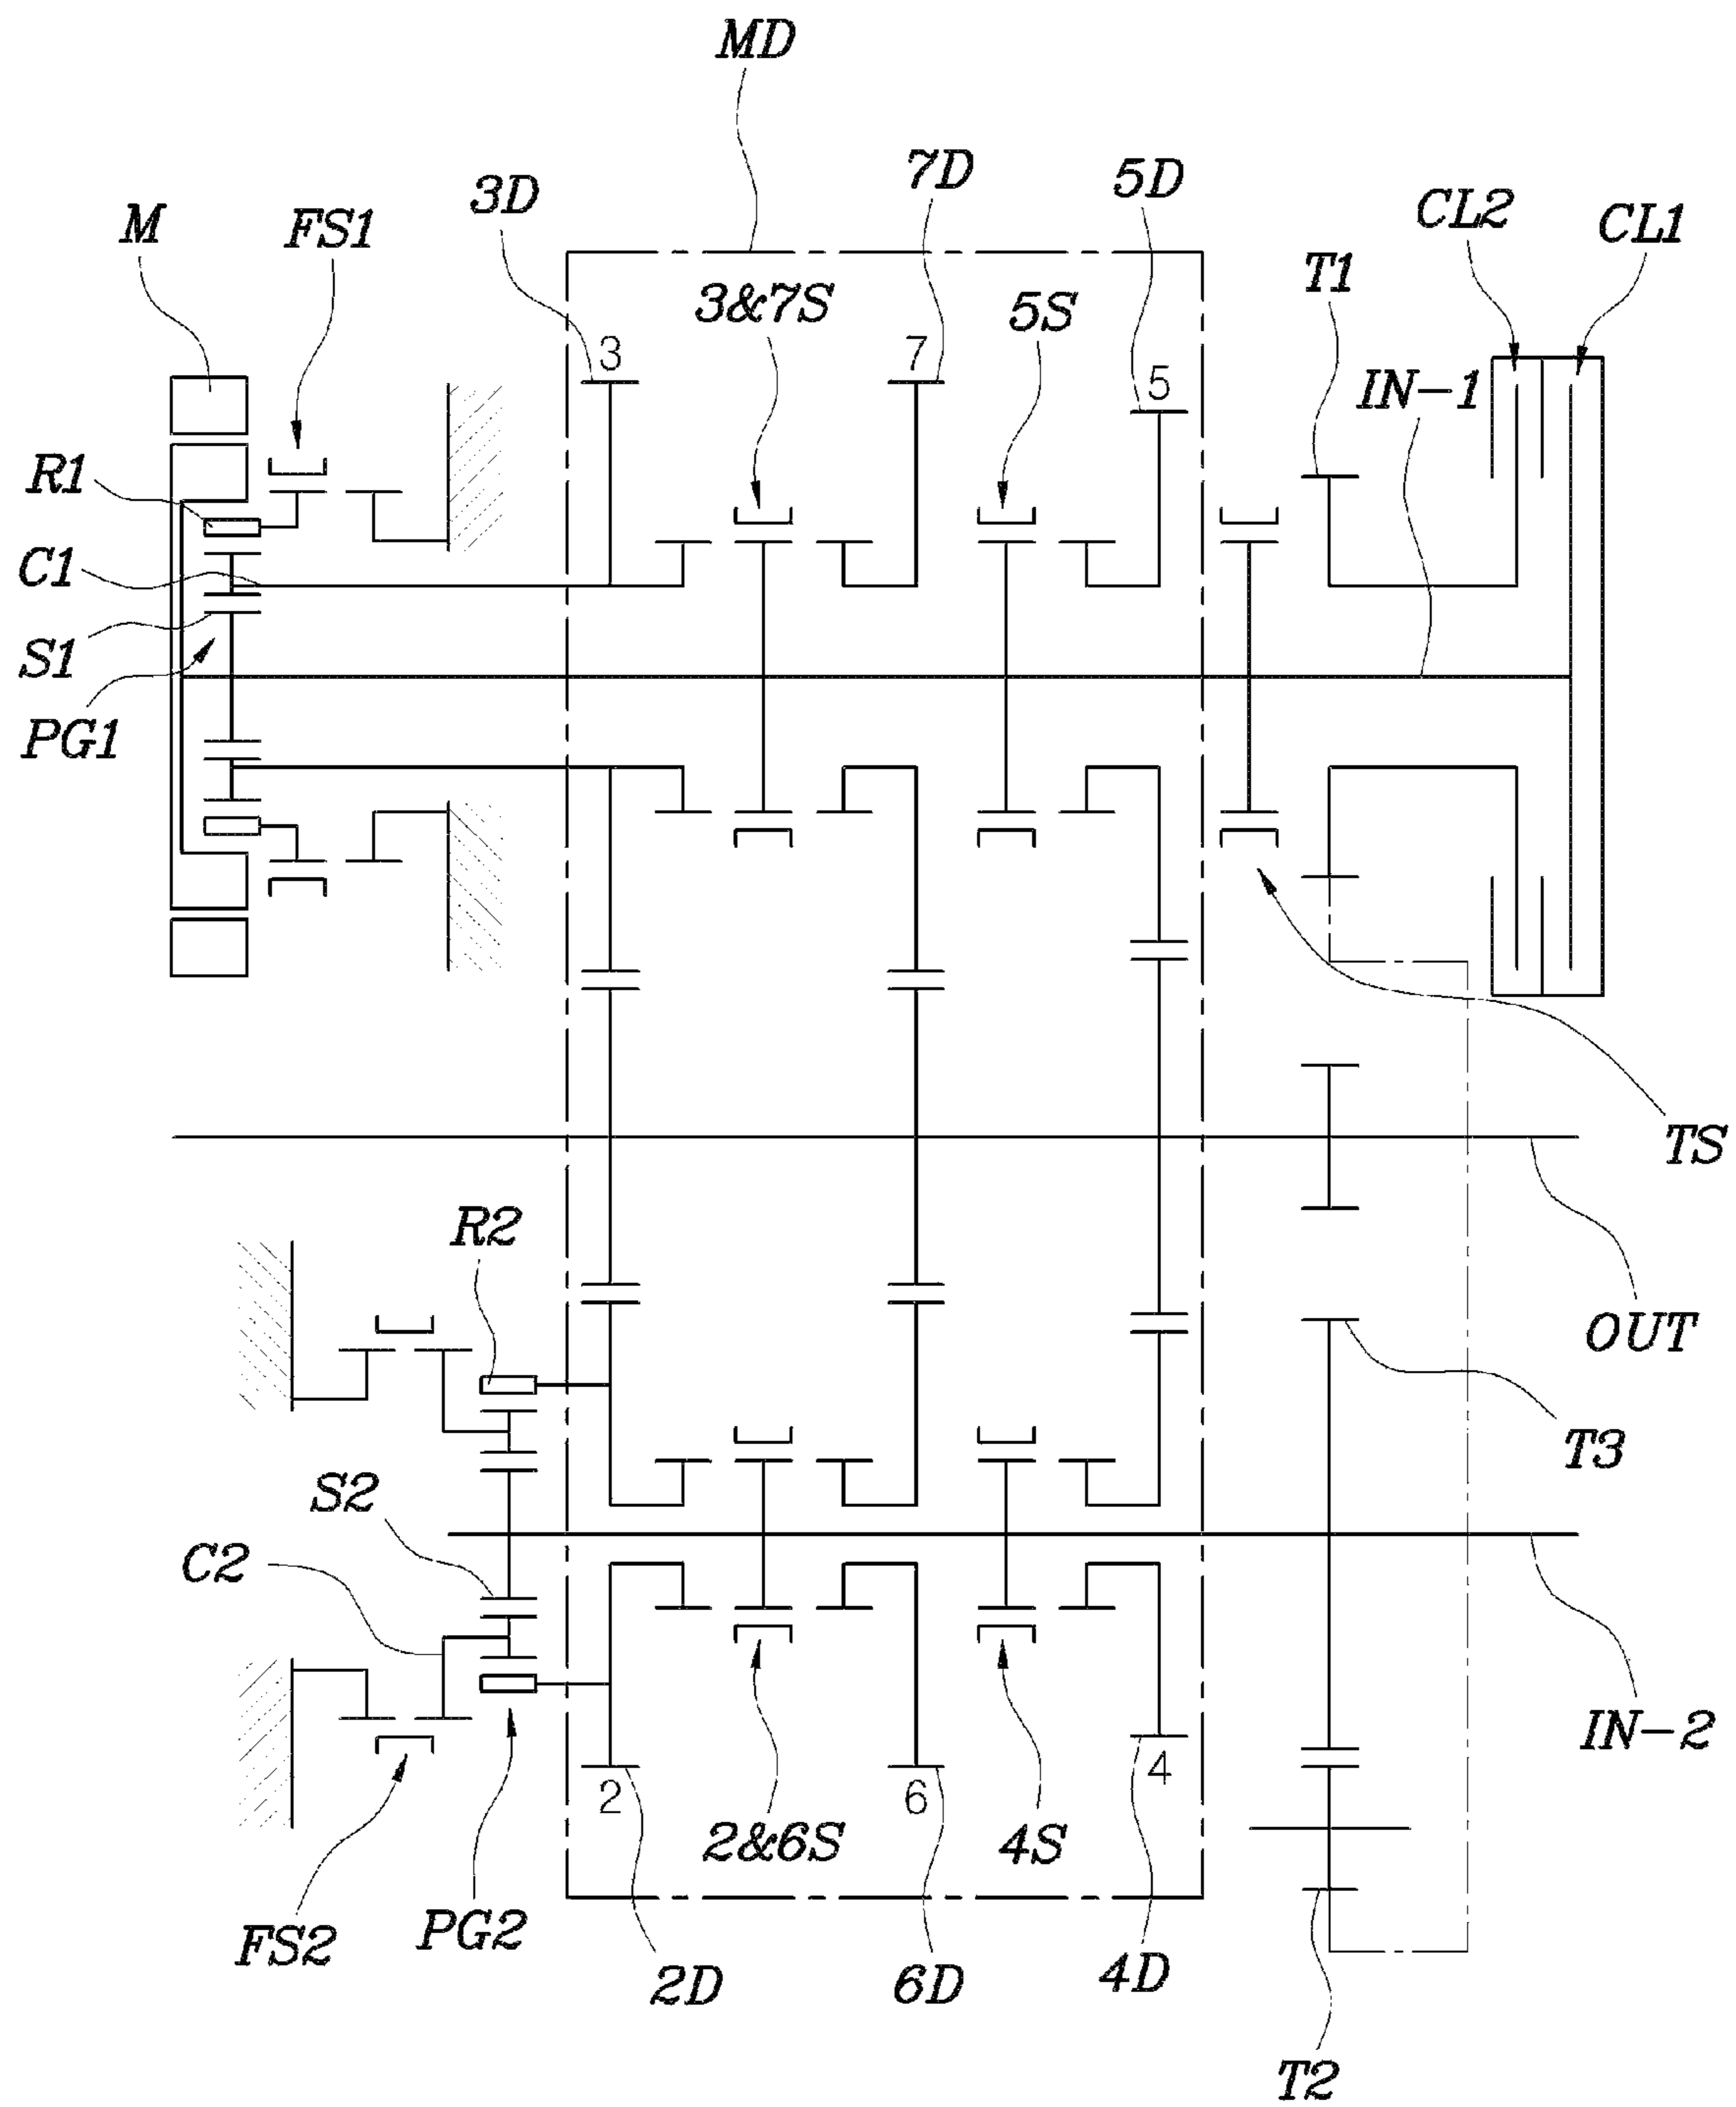 MD
7D
5D
3D
CL2
CL1
M
FS1
T1
3&7S
5S
3
7
5
IN-1
R1
C1
S1
PG1
TS
R2
OUT
T3
S2
C2
IN-2
2
6
4
2&6S
4S
FS2
PG2
2D
6D
4D
T2